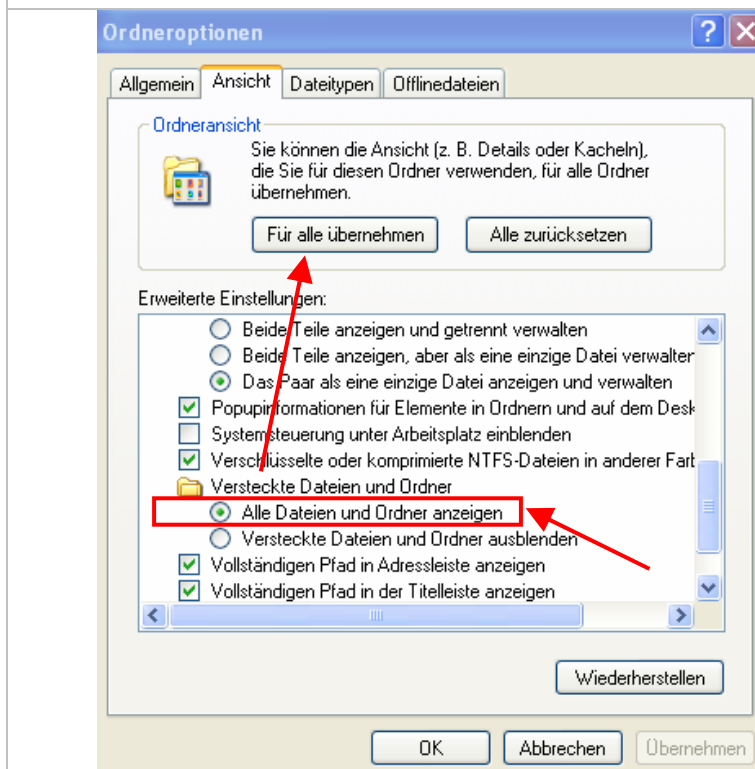 Ordneroptionen
Allgemein Ansicht Dateitypen Offlinedateien
Ordneransicht
Sie können die Ansicht (z. B. Details oder Kacheln),
die Sie für diesen Ordner verwenden, für alle Ordner
übernehmen.
Für alle übernehmen Alle zurücksetzen
Erweiterte Einstellungen:
Beide Teile anzeigen und getrennt verwalten
Beide Teile anzeigen, aber als eine einzige Datei verwalten
Das Paar als eine einzige Datei anzeigen und verwalten
Popupinformationen für Elemente in Ordnern und auf dem Desk
Systemsteuerung unter Arbeitsplatz einblenden
Verschlüsselte oder komprimierte NTFS-Dateien in anderer Fart
Versteckte Dateien und Ordner
Alle Dateien und Ordner anzeigen
Versteckte Dateien und Ordner ausblenden
Vollständigen Pfad in Adressleiste anzeigen
Vollständigen Pfad in der Titelleiste anzeigen
Wiederherstellen
OK Abbrechen Übernehmen